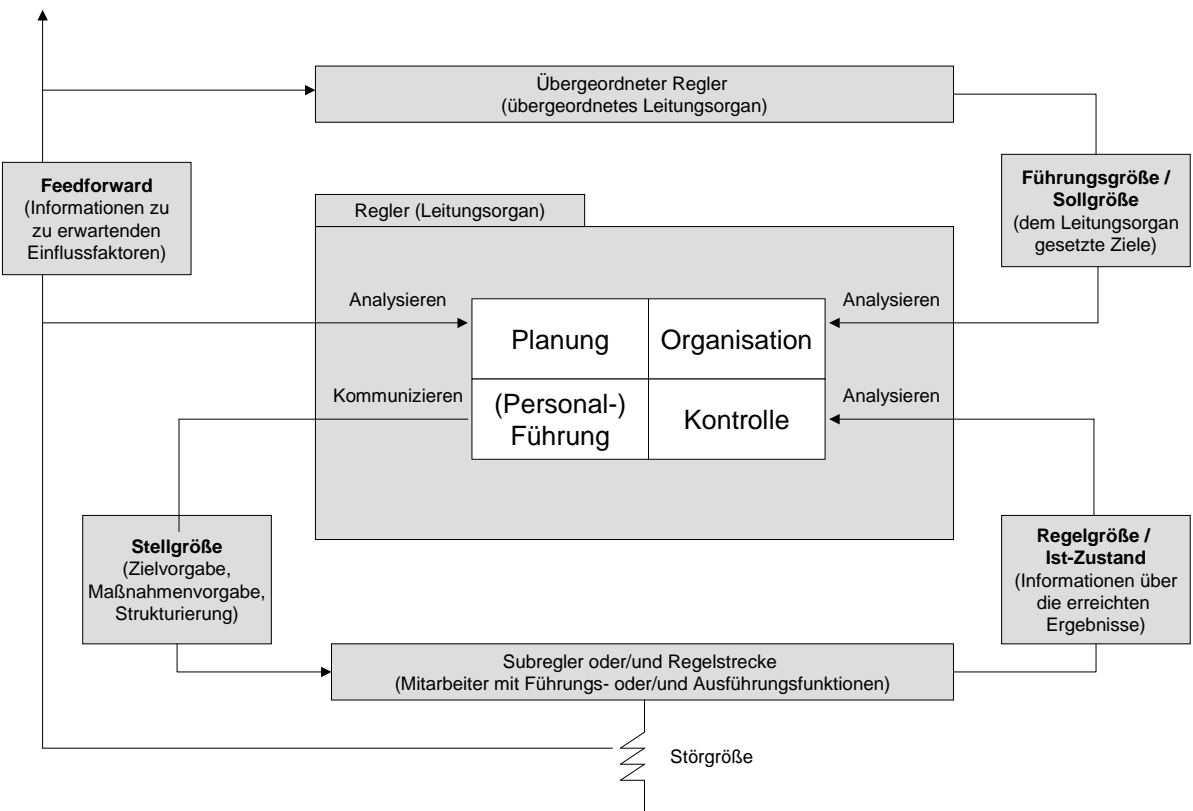 Übergeordneter Regler
(übergeordnetes Leitungsorgan)
Feedforward
(Informationen zu
zu erwartenden
Einflussfaktoren)
Führungsgröße /
Sollgröße
(dem Leitungsorgan
gesetzte Ziele)
Regler (Leitungsorgan)
Analysieren
Analysieren
Planung
Organisation
Kommunizieren
Analysieren
(Personal-)
Führung
Kontrolle
Stellgröße
(Zielvorgabe,
Maßnahmenvorgabe,
Strukturierung)
Regelgröße /
Ist-Zustand
(Informationen über
die erreichten
Ergebnisse)
Subregler oder/und Regelstrecke
(Mitarbeiter mit Führungs- oder/und Ausführungsfunktionen)
Störgröße